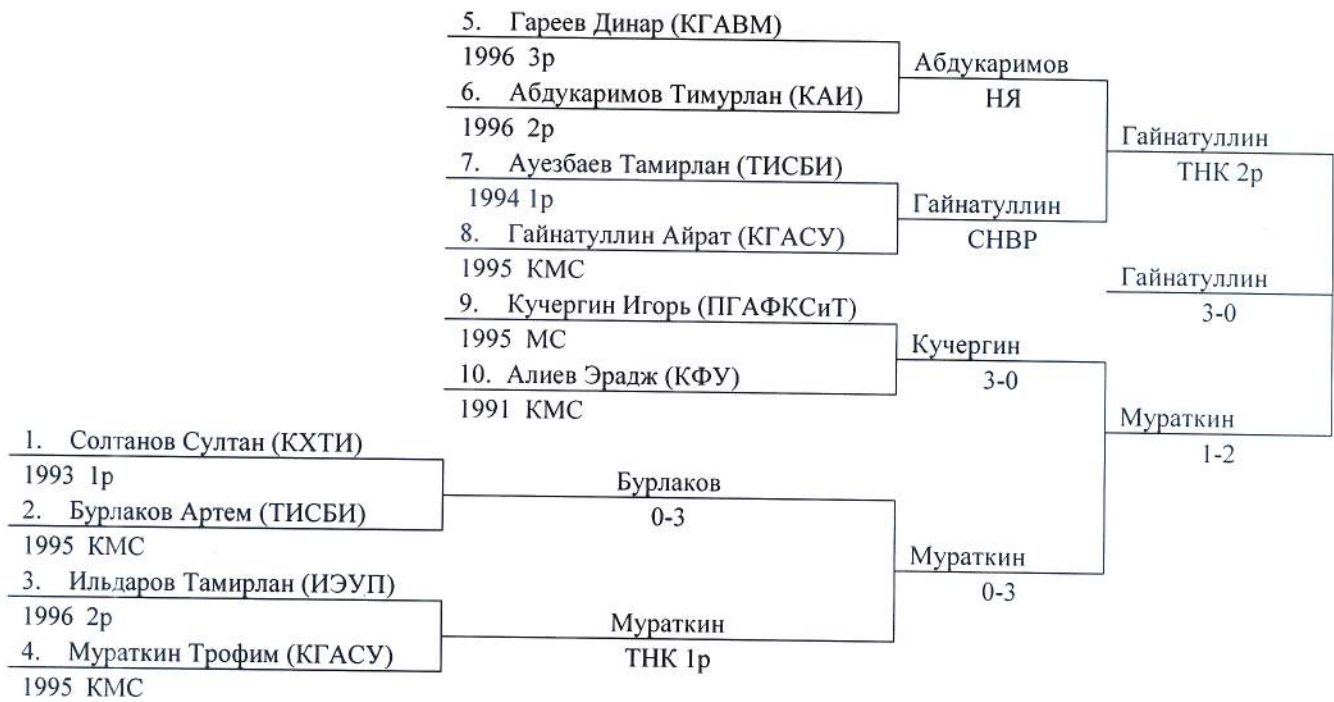 5. Гареев Динар (КГАВМ)
1996 3р
6. Абдукаримов Тимурлан (КАИ)
1996 2р
7. Ауезбаев Тамирлан (ТИСБИ)
1994 1р
8. Гайнатуллин Айрат (КГАСУ)
1995 КМС
9. Кучергин Игорь (ПГАФКСиТ)
1995 МС
10. Алиев Эрадж (КФУ)
1991 КМС
1. Солтанов Султан (КХТИ)
1993 1р
2. Бурлаков Артем (ТИСБИ)
1995 КМС
3. Ильдаров Тамирлан (ИЭУП)
1996 2р
4. Мураткин Трофим (КГАСУ)
1995 КМС
Бурлаков
0-3
Мураткин
ТНК 1р
Абдукаримов
НЯ
Гайнатуллин
СНВР
Кучергин
3-0
Мураткин
0-3
Гайнатуллин
ТНК 2р
Гайнатуллин
3-0
Мураткин
1-2